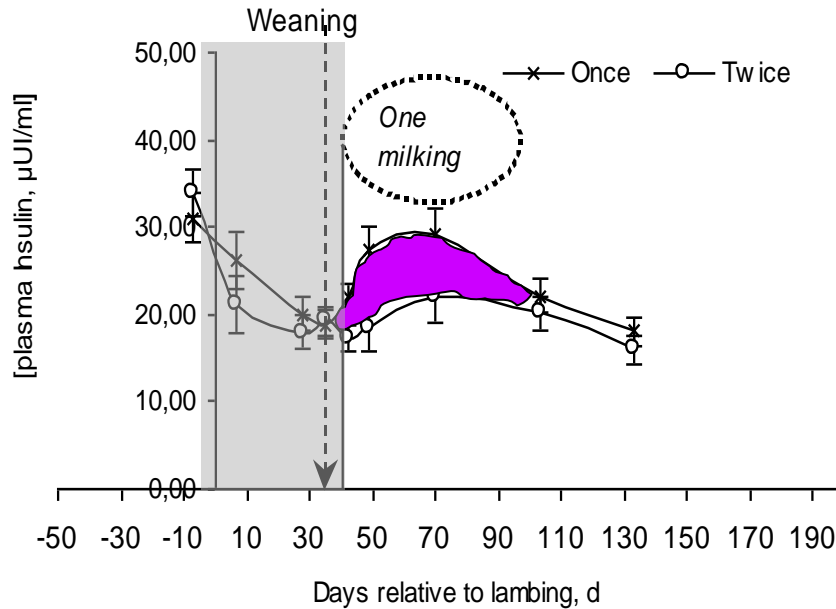 Weaning
50,00
40,00
30,00
20,00
10,00
0,00
[plasma hsulin, µUI/ml]
Once
Twice
One
milking
-50 -30 -10 10 30 50 70 90 110 130 150 170 190
Days relative to lambing, d